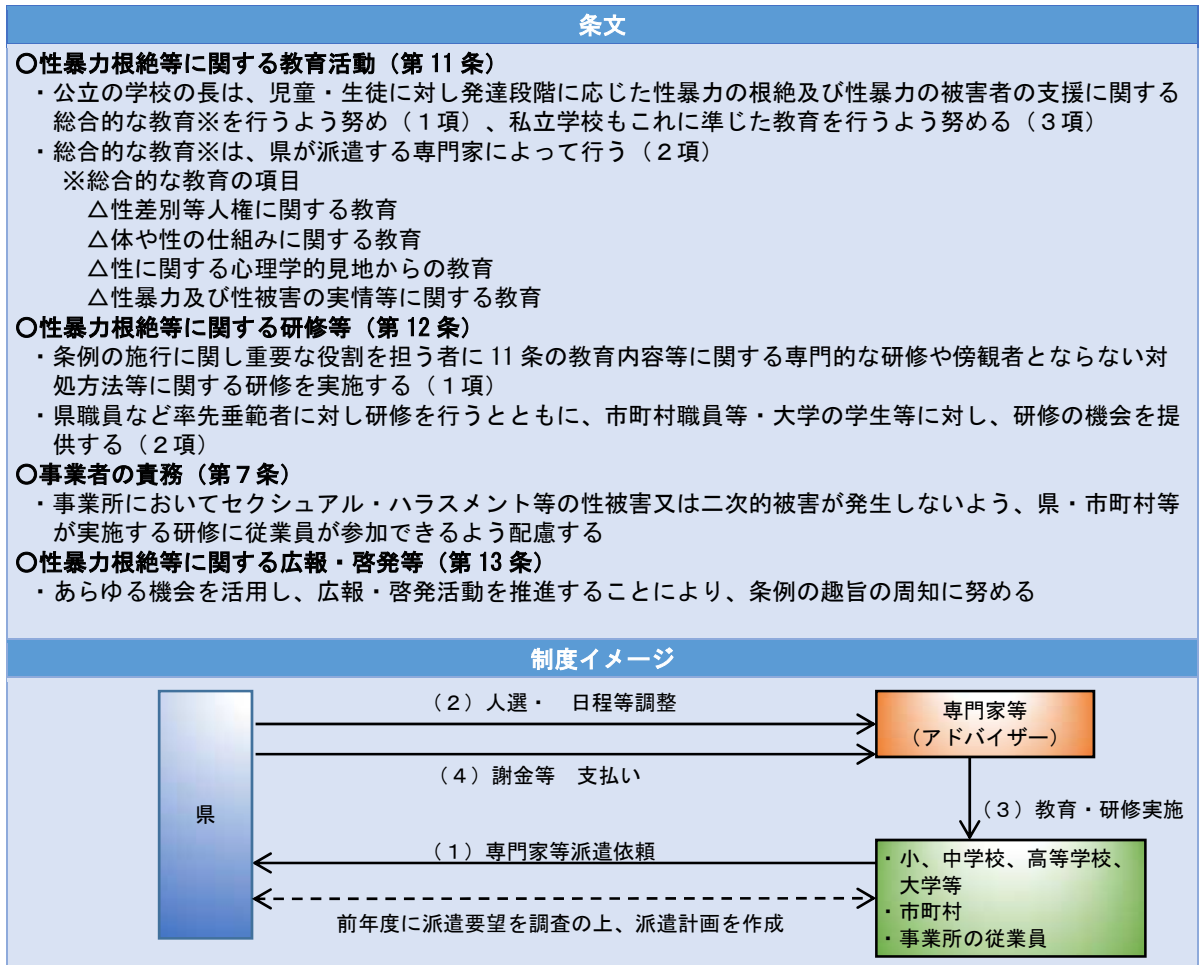 条文
○性暴力根絶等に関する教育活動（第11条）
・公立の学校の長は、児童・生徒に対し発達段階に応じた性暴力の根絶及び性暴力の被害者の支援に関する
総合的な教育※を行うよう努め（１項）、私立学校もこれに準じた教育を行うよう努める（３項）
・総合的な教育※は、県が派遣する専門家によって行う（２項）
※総合的な教育の項目
△性差別等人権に関する教育
△体や性の仕組みに関する教育
△性に関する心理学的見地からの教育
△性暴力及び性被害の実情等に関する教育
○性暴力根絶等に関する研修等（第12条）
・条例の施行に関し重要な役割を担う者に11条の教育内容等に関する専門的な研修や傍観者とならない対
処方法等に関する研修を実施する（１項）
・県職員など率先垂範者に対し研修を行うとともに、市町村職員等・大学の学生等に対し、研修の機会を提
供する（２項）
○事業者の責務（第７条）
・事業所においてセクシュアル・ハラスメント等の性被害又は二次的被害が発生しないよう、県・市町村等
が実施する研修に従業員が参加できるよう配慮する
○性暴力根絶等に関する広報・啓発等（第13条）
・あらゆる機会を活用し、広報・啓発活動を推進することにより、条例の趣旨の周知に努める
制度イメージ
（２）人選・　日程等調整
専門家等
（アドバイザー）
（４）謝金等　支払い
県
（３）教育・研修実施
（１）専門家等派遣依頼
・小、中学校、高等学校、
大学等
・市町村
・事業所の従業員
前年度に派遣要望を調査の上、派遣計画を作成